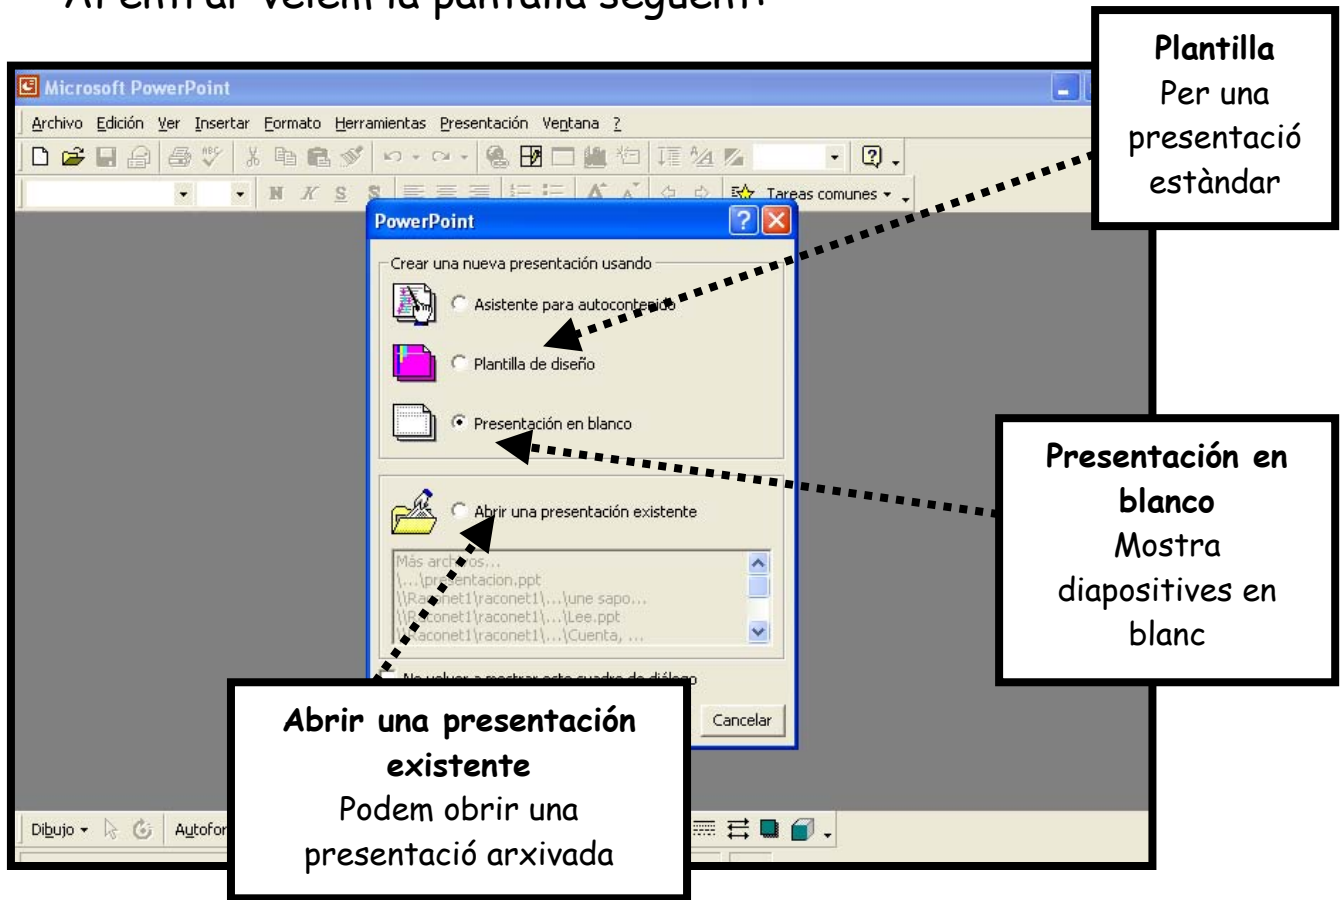 Al entrar veiem la pantalla següent:
Plantilla
Per una
presentació
estàndar
Microsoft PowerPoint
Archivo Edición Ver Insertar Formato Herramientas Presentación Ventana ?
N K S S Tareas comunes
PowerPoint
Crear una nueva presentación usando
Asistente para autocontenido
Plantilla de diseño
Presentación en blanco
Abrir una presentación existente
Más archivos...
\...\presentacion.ppt
\\Raconet1\raconet1\...\une sapo...
\\Raconet1\raconet1\...\Lee.ppt
\\Raconet1\raconet1\...\Cuenta, ...
No volver a mostrar este cuadro de diálogo
Cancelar
Presentación en
blanco
Mostra
diapositives en
blanc
Abrir una presentación
existente
Podem obrir una
presentació arxivada
Dibujo Autofor